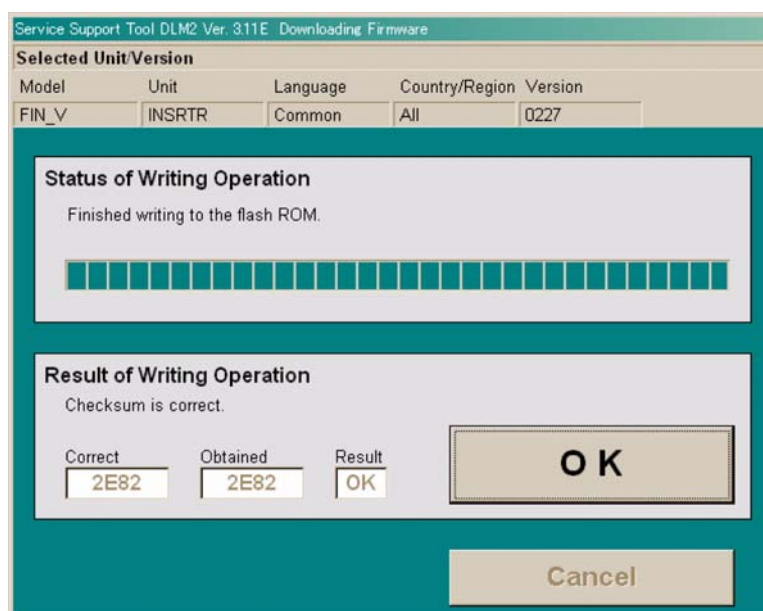 Service Support Tool DLM2 Ver. 3.11E Downloading Firmware
Selected Unit/Version
Model Unit Language Country/Region Version
FIN_V INSRTR Common All 0227
Status of Writing Operation
Finished writing to the flash ROM.
Result of Writing Operation
Checksum is correct.
Correct Obtained Result
2E82 2E82 OK
OK
Cancel